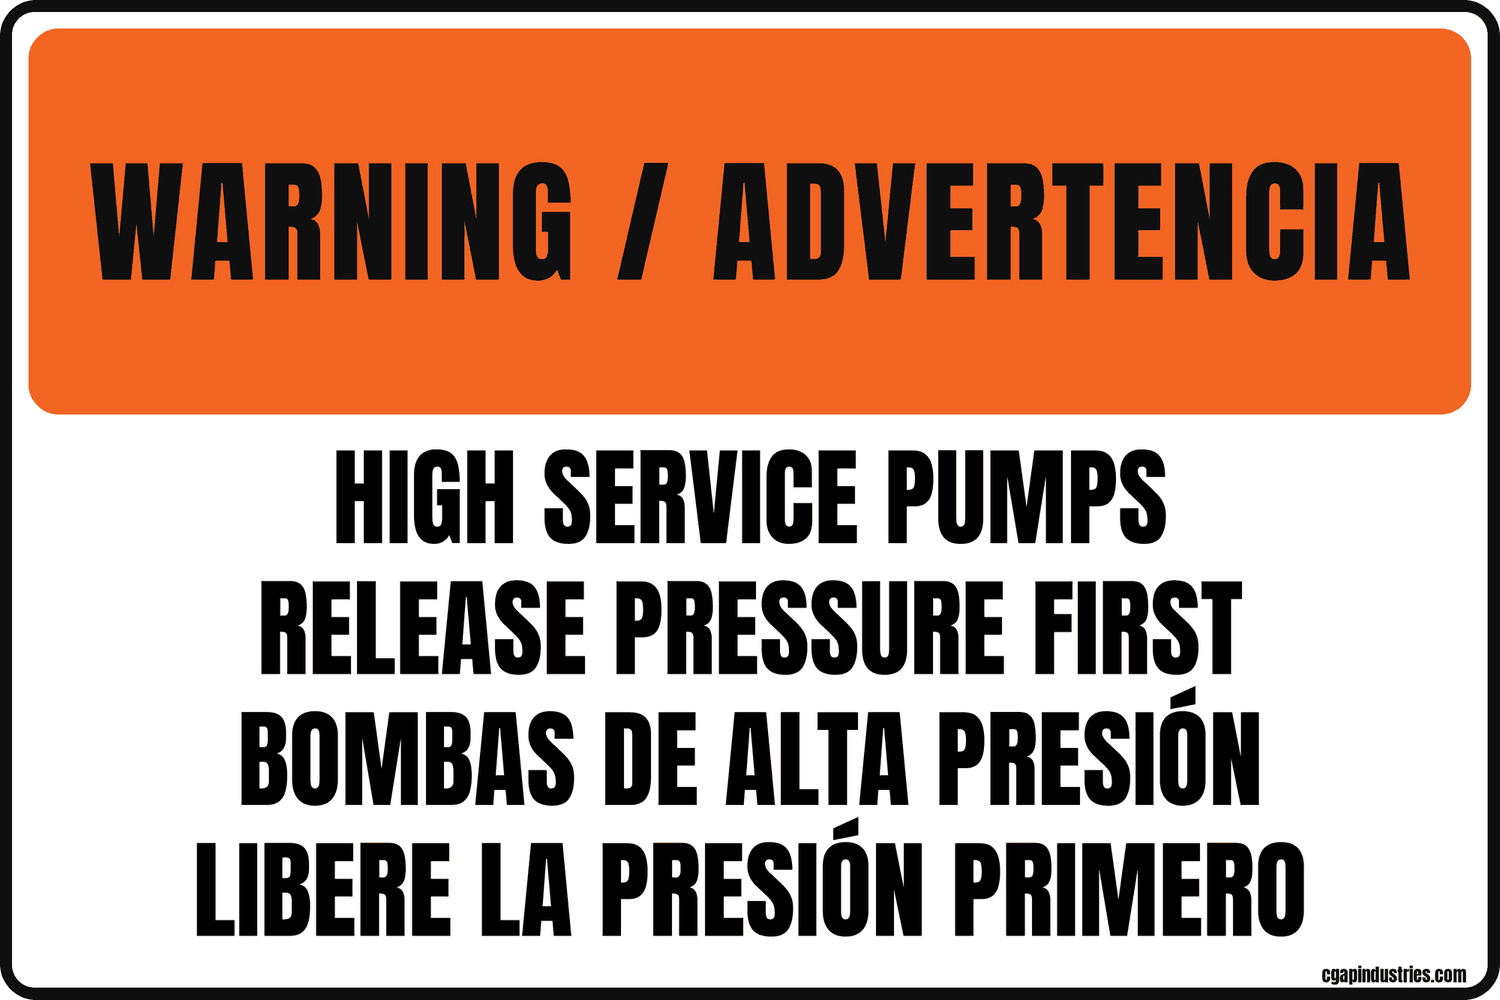 WARNING / ADVERTENCIA
HIGH SERVICE PUMPS
RELEASE PRESSURE FIRST
BOMBAS DE ALTA PRESIÓN
LIBERE LA PRESIÓN PRIMERO
cgapindustries.com